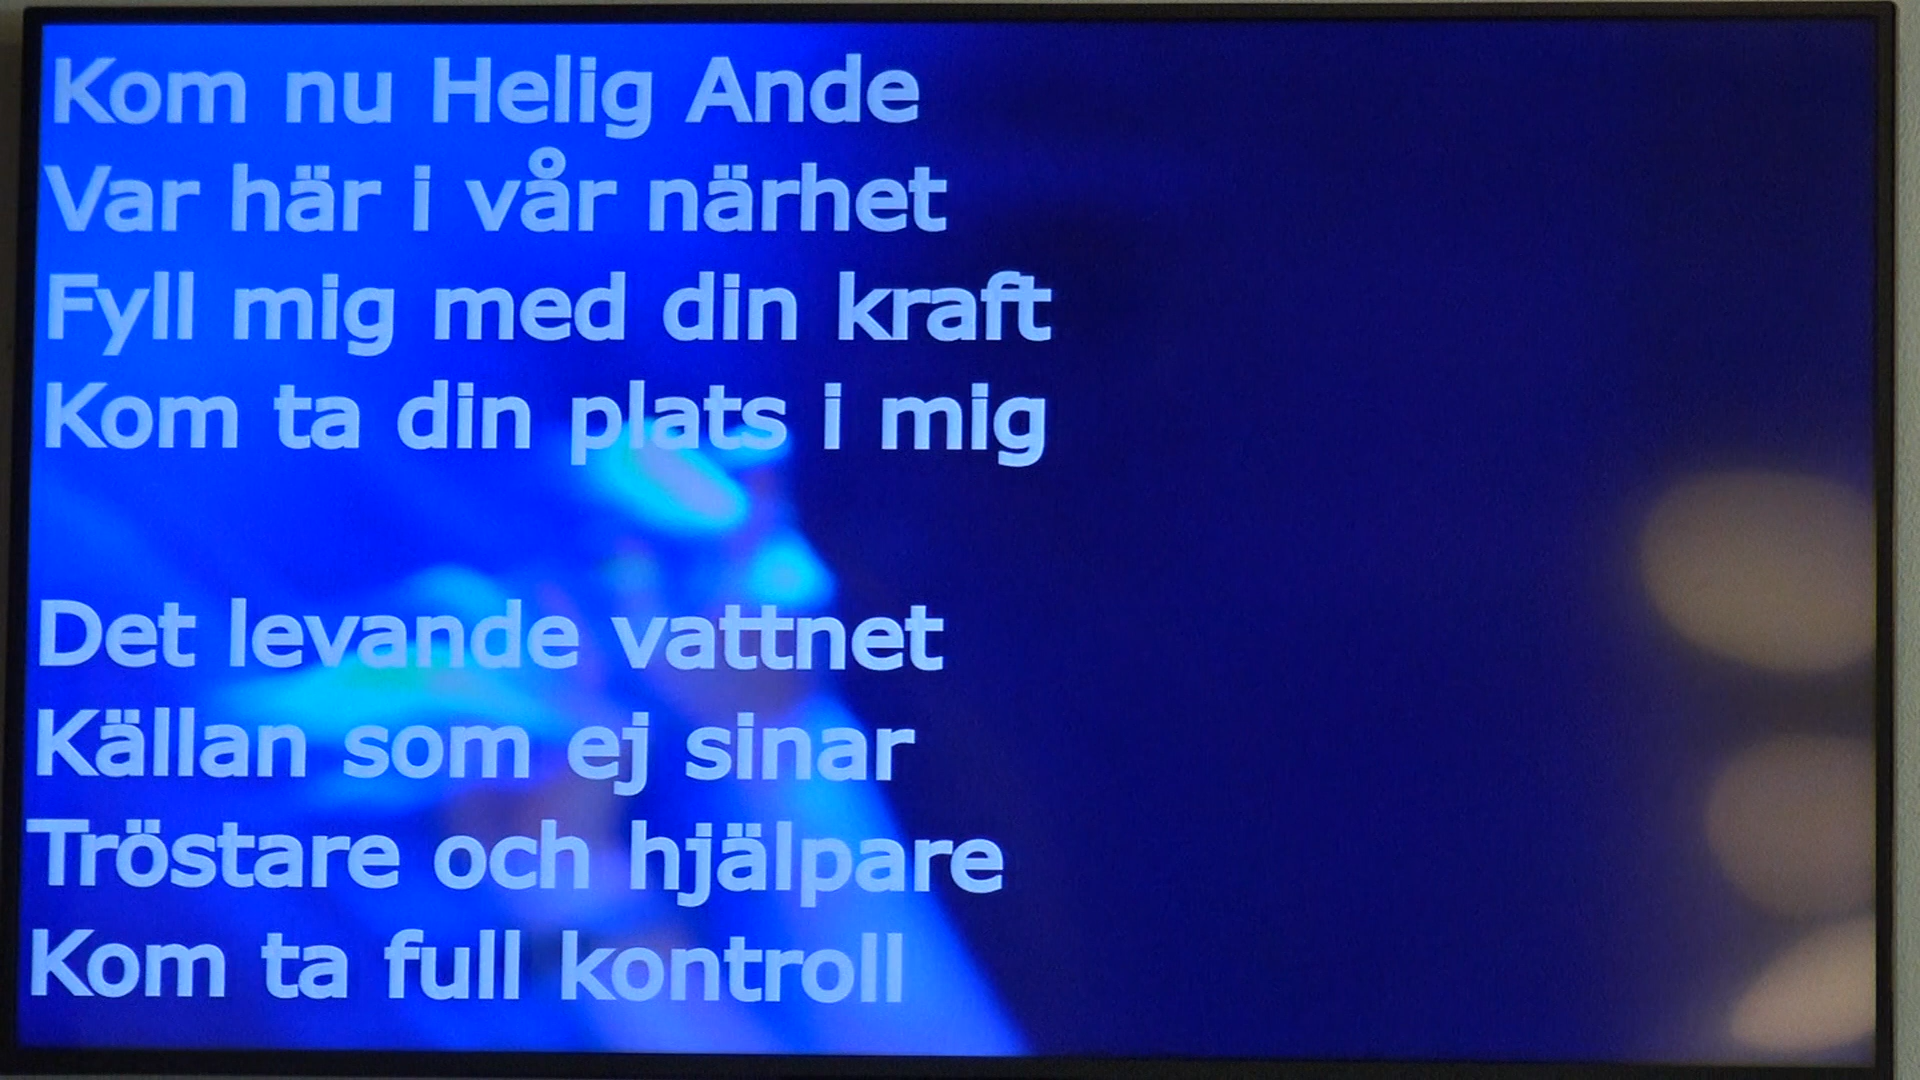 Kom nu Helig Ande
Var här i vår närhet
Fyll mig med din kraft
Kom ta din plats i mig
Det levande vattnet
Källan som ej sinar
Tröstare och hjälpare
Kom ta full kontroll